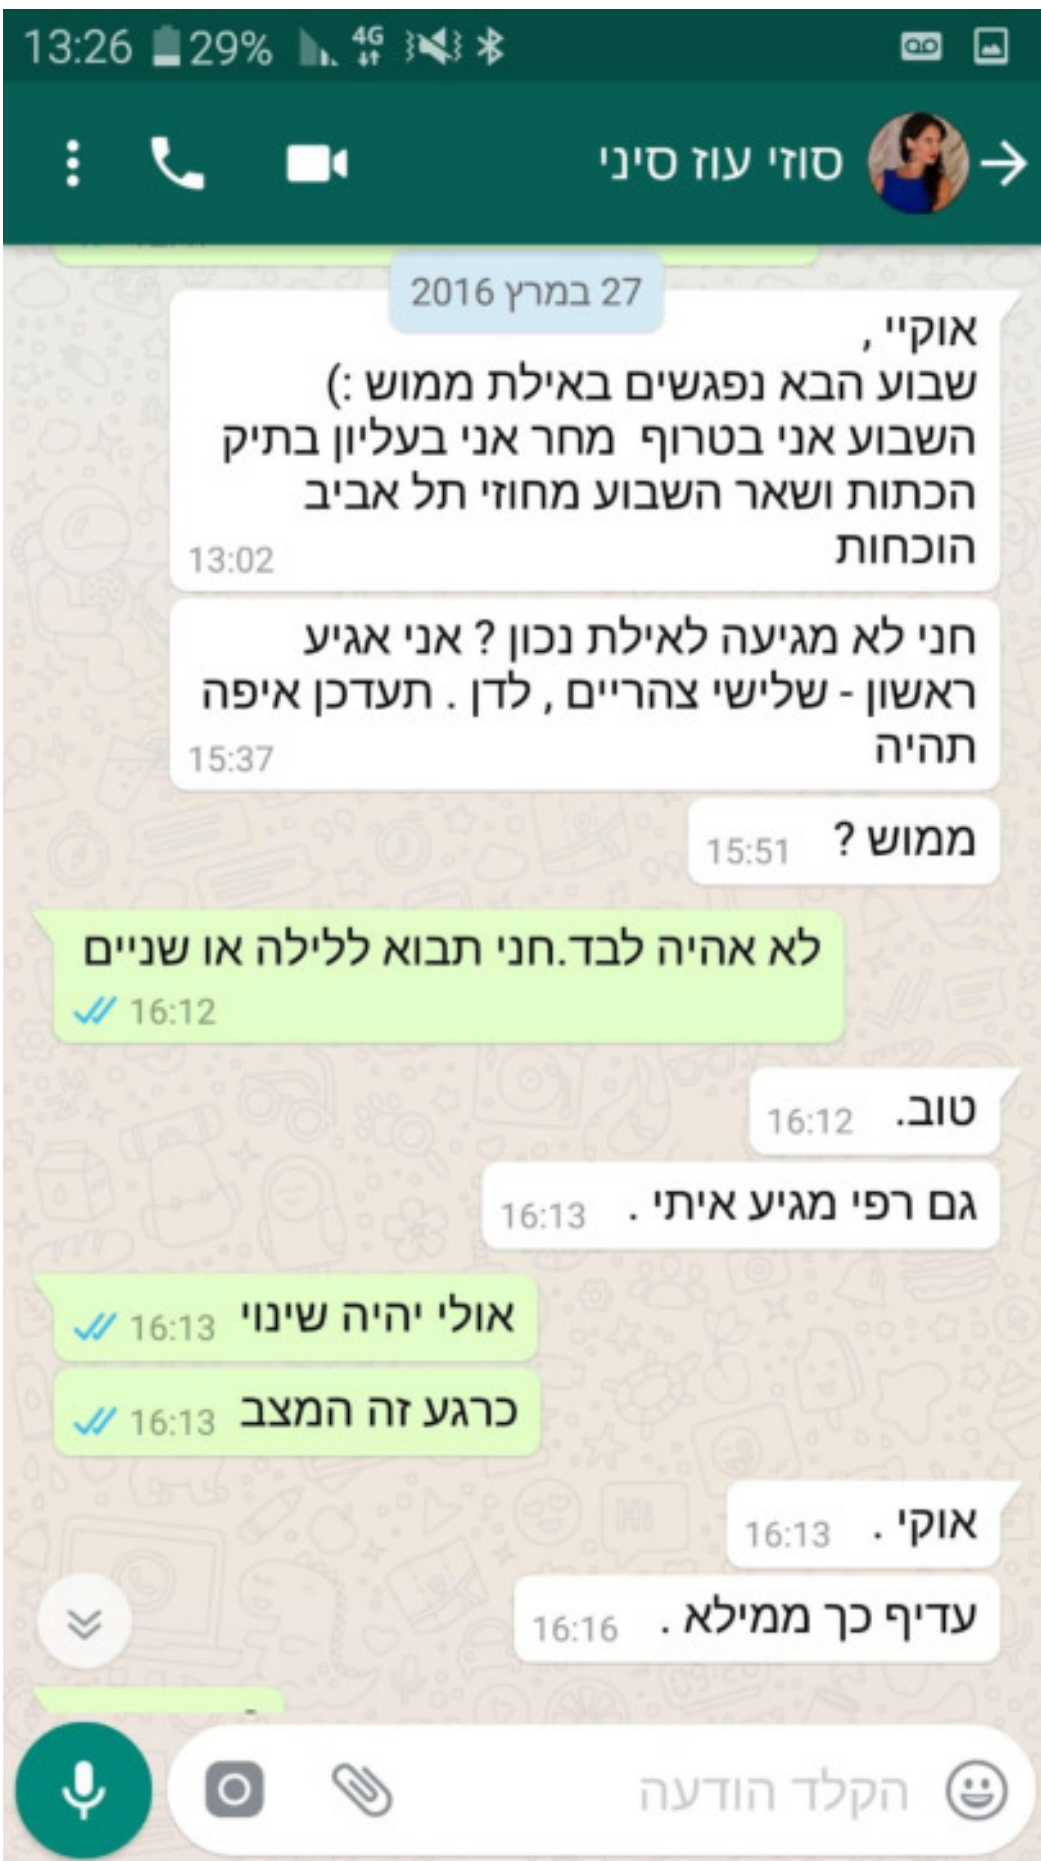 13:26 29% 4G
סוזי עוז סיני
27 במרץ 2016
אוקיי ,
שבוע הבא נפגשים באילת ממוש :)
השבוע אני בטרוף מחר אני בעליון בתיק
הכתות ושאר השבוע מחוזי תל אביב
הוכחות
13:02
חני לא מגיעה לאילת נכון ? אני אגיע
ראשון - שלישי צהריים , לדן . תעדכן איפה
תהיה
15:37
ממוש ? 15:51
לא אהיה לבד.חני תבוא ללילה או שניים
16:12
טוב. 16:12
גם רפי מגיע איתי . 16:13
אולי יהיה שינוי 16:13
כרגע זה המצב 16:13
אוקי . 16:13
עדיף כך ממילא . 16:16
הקלד הודעה